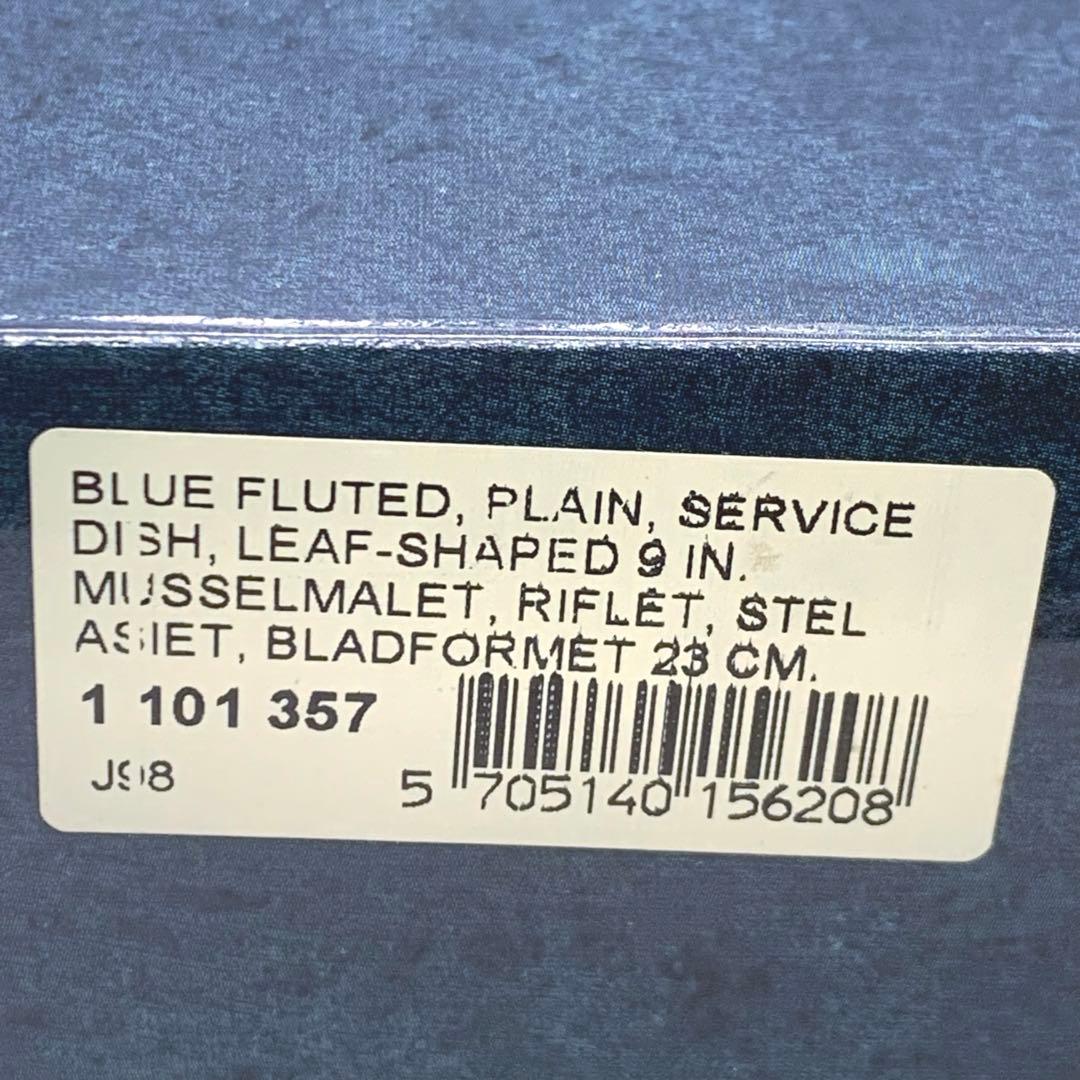 BLUE FLUTED, PLAIN, SERVICE
DISH, LEAF-SHAPED 9 IN.
MUSSELMALET, RIFLET, STEL
ASIET, BLADFORMET 23 CM.
1 101 357
J98
5 705140 156208